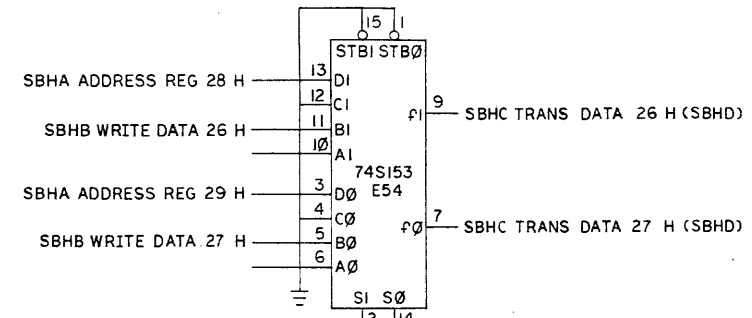 15 1
STB1 STBØ
SBHA ADDRESS REG 28 H 13 D1
12 C1
9
f1 SBHC TRANS DATA 26 H (SBHD)
SBHB WRITE DATA 26 H 11 B1
1Ø A1
74S153
SBHA ADDRESS REG 29 H 3 DØ E54
4 CØ
7
fØ SBHC TRANS DATA 27 H (SBHD)
SBHB WRITE DATA 27 H 5 BØ
6 AØ
S1 SØ
14